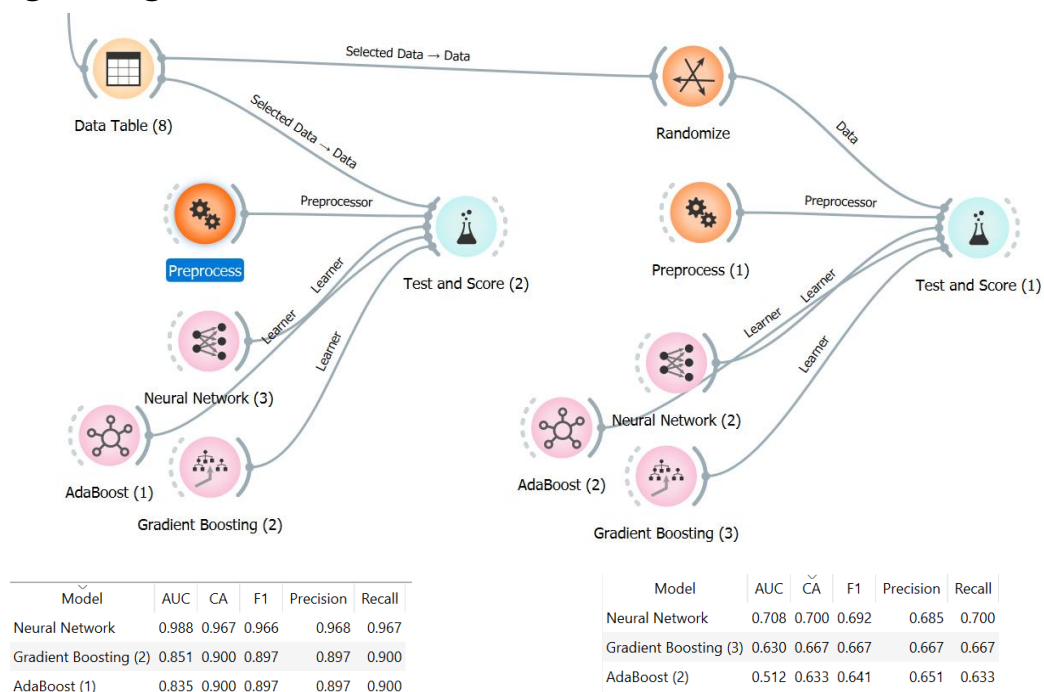 Selected Data → Data
Data Table (8)
Selected Data → Data
Randomize
Data
Preprocessor
Preprocess
Test and Score (2)
Preprocessor
Preprocess (1)
Test and Score (1)
Learner
Learner
Learner
Neural Network (3)
AdaBoost (1)
Gradient Boosting (2)
Learner
Learner
Learner
Neural Network (2)
AdaBoost (2)
Gradient Boosting (3)
Model AUC CA F1 Precision Recall
Neural Network 0.988 0.967 0.966 0.968 0.967
Gradient Boosting (2) 0.851 0.900 0.897 0.897 0.900
AdaBoost (1) 0.835 0.900 0.897 0.897 0.900
Model AUC CA F1 Precision Recall
Neural Network 0.708 0.700 0.692 0.685 0.700
Gradient Boosting (3) 0.630 0.667 0.667 0.667 0.667
AdaBoost (2) 0.512 0.633 0.641 0.651 0.633